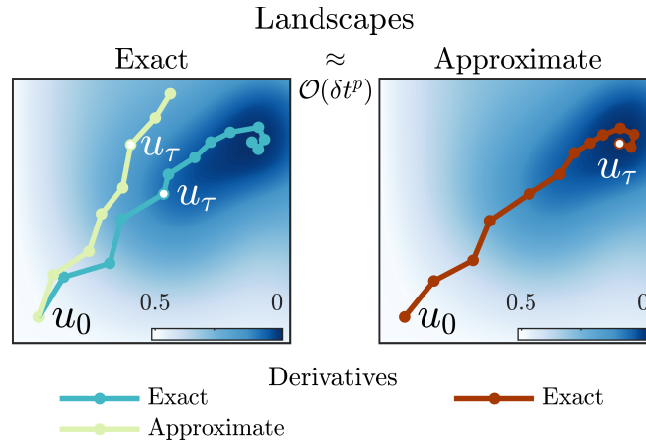 Landscapes
Exact ≈ Approximate
𝒪(δt^p)
u_τ
u_τ
u_τ
0.5 0
0.5 0
u_0
u_0
Derivatives
Exact
Exact
Approximate